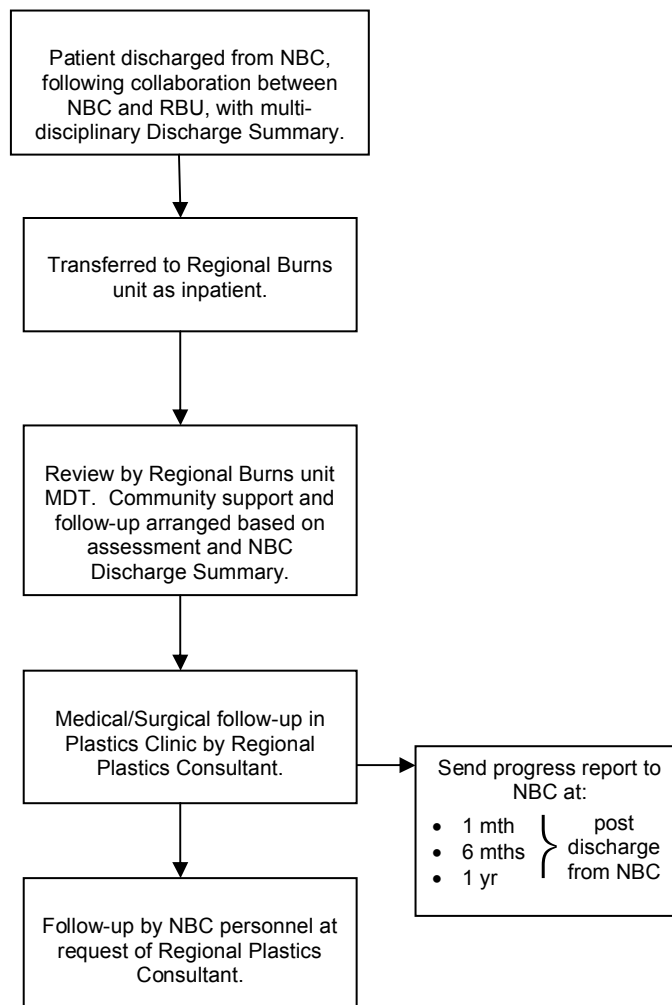 Patient discharged from NBC,
following collaboration between
NBC and RBU, with multi-
disciplinary Discharge Summary.
Transferred to Regional Burns
unit as inpatient.
Review by Regional Burns unit
MDT. Community support and
follow-up arranged based on
assessment and NBC
Discharge Summary.
Medical/Surgical follow-up in
Plastics Clinic by Regional
Plastics Consultant.
Send progress report to
NBC at:
• 1 mth
• 6 mths
• 1 yr
post
discharge
from NBC
Follow-up by NBC personnel at
request of Regional Plastics
Consultant.